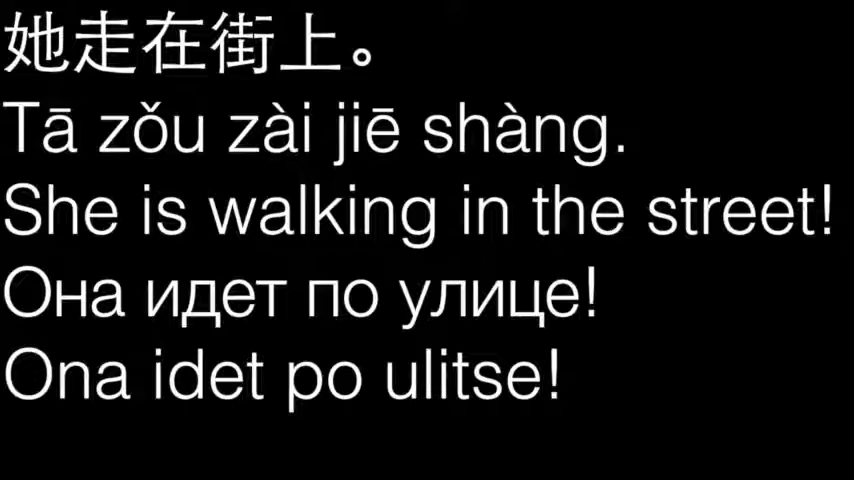 她走在街上。
Tā zǒu zài jiē shàng.
She is walking in the street!
Она идет по улице!
Ona idet po ulitse!